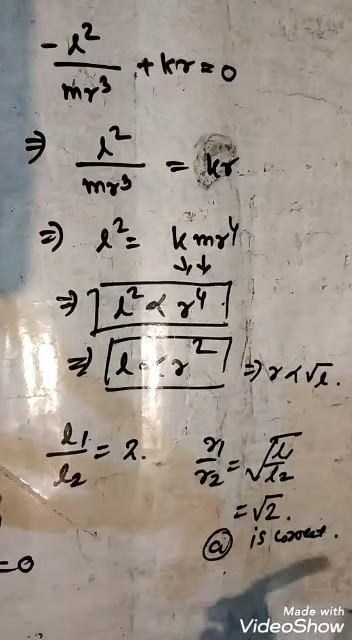 -l²/mr³ + kr = 0
⇒ l²/mr³ = kr
⇒ l² = kmr⁴
↓↓
⇒ l² ∝ r⁴
⇒ l ∝ r² ⇒ r ∝ √l.
l₁/l₂ = 2. r₁/r₂ = √l₁/l₂
= √2.
ⓐ is correct.
=0
Made with
VideoShow